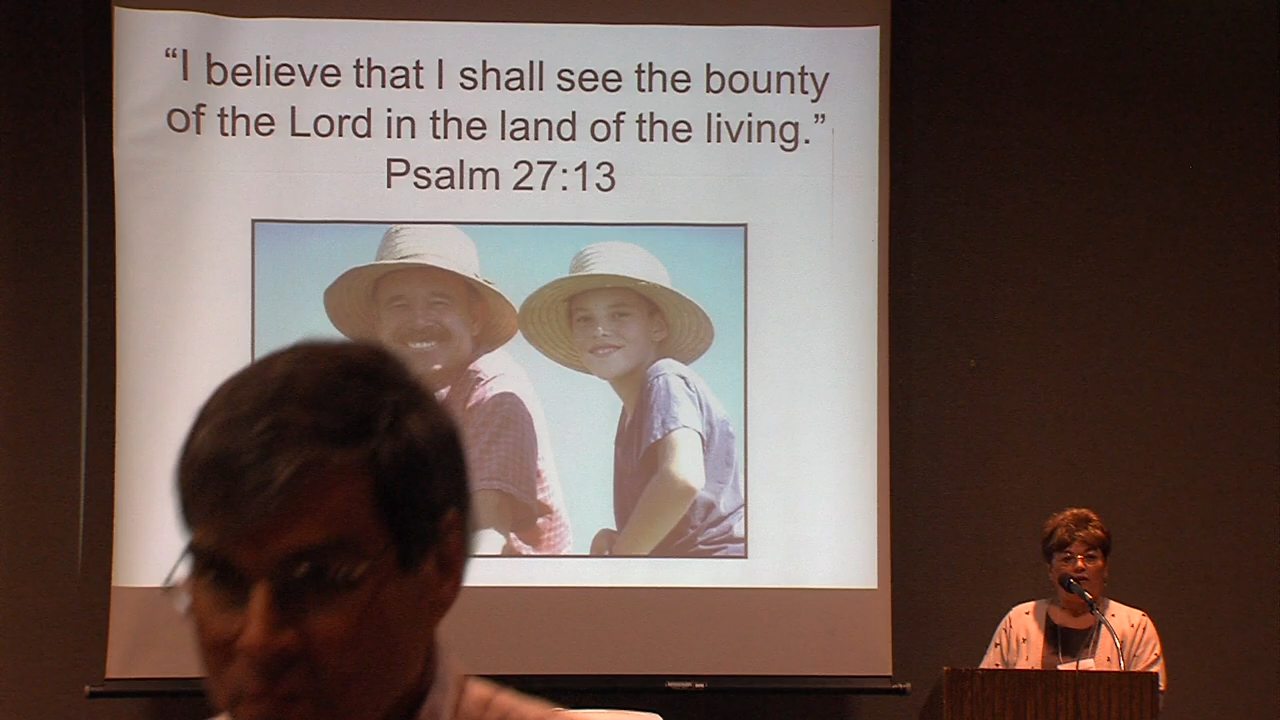 “I believe that I shall see the bounty
of the Lord in the land of the living.”
Psalm 27:13